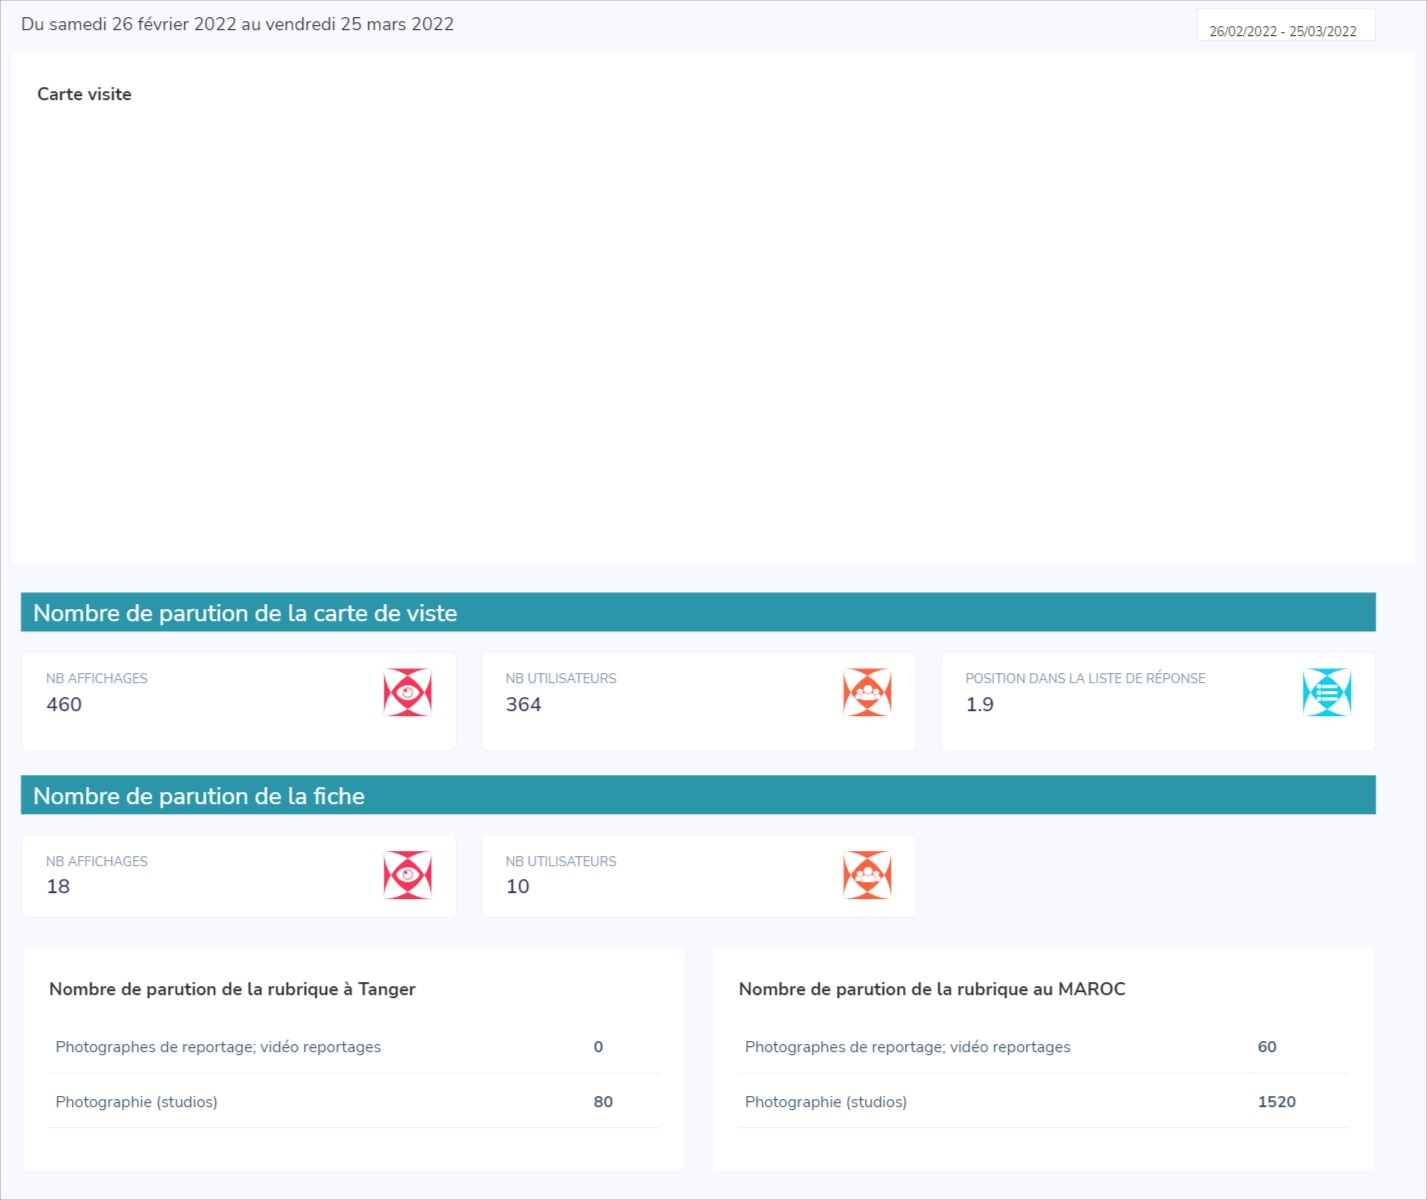 Du samedi 26 février 2022 au vendredi 25 mars 2022
26/02/2022 - 25/03/2022
Carte visite
Nombre de parution de la carte de viste
NB AFFICHAGES
460
NB UTILISATEURS
364
POSITION DANS LA LISTE DE RÉPONSE
1.9
Nombre de parution de la fiche
NB AFFICHAGES
18
NB UTILISATEURS
10
Nombre de parution de la rubrique à Tanger
Photographes de reportage; vidéo reportages 0
Photographie (studios) 80
Nombre de parution de la rubrique au MAROC
Photographes de reportage; vidéo reportages 60
Photographie (studios) 1520